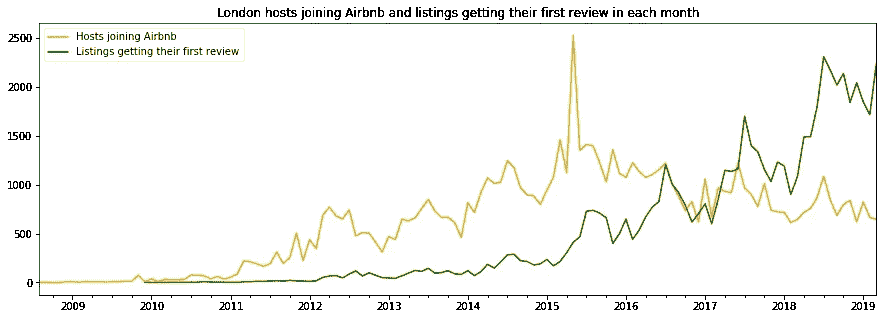 London hosts joining Airbnb and listings getting their first review in each month
Hosts joining Airbnb
Listings getting their first review
2500
2000
1500
1000
500
0
2009 2010 2011 2012 2013 2014 2015 2016 2017 2018 2019